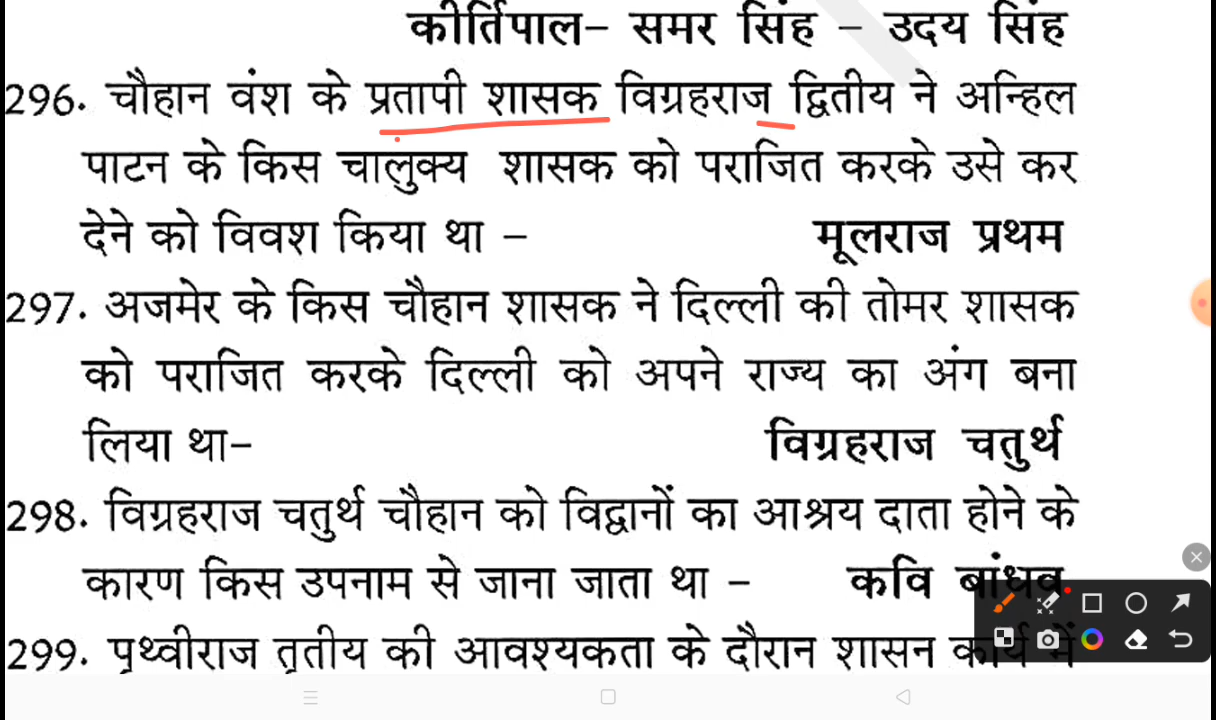 कीर्तिपाल- समर सिंह - उदय सिंह
296. चौहान वंश के प्रतापी शासक विग्रहराज द्वितीय ने अन्हिल
पाटन के किस चालुक्य शासक को पराजित करके उसे कर
देने को विवश किया था - मूलराज प्रथम
297. अजमेर के किस चौहान शासक ने दिल्ली की तोमर शासक
को पराजित करके दिल्ली को अपने राज्य का अंग बना
लिया था- विग्रहराज चतुर्थ
298. विग्रहराज चतुर्थ चौहान को विद्वानों का आश्रय दाता होने के
कारण किस उपनाम से जाना जाता था - कवि बांधव
299. पृथ्वीराज तृतीय की आवश्यकता के दौरान शासन कार्य में